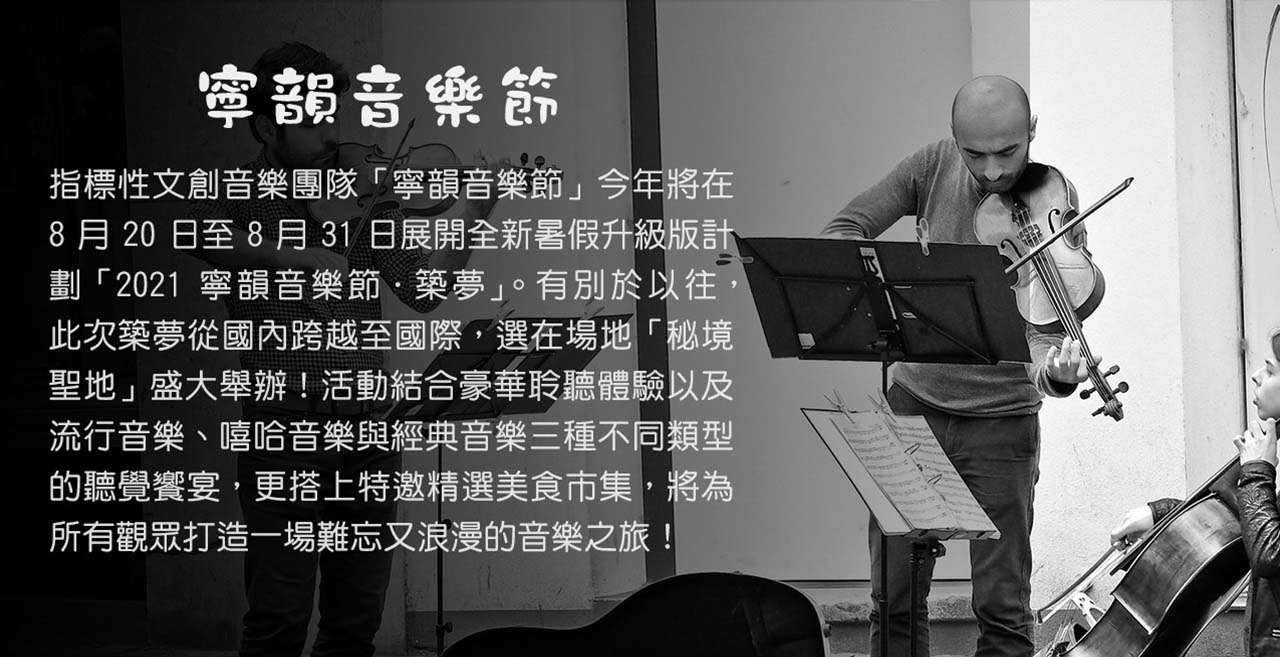 寧韻音樂節
指標性文創音樂團隊「寧韻音樂節」今年將在
8 月 20 日至 8 月 31 日展開全新暑假升級版計
劃「2021 寧韻音樂節．築夢」。有別於以往，
此次築夢從國內跨越至國際，選在場地「秘境
聖地」盛大舉辦！活動結合豪華聆聽體驗以及
流行音樂、嘻哈音樂與經典音樂三種不同類型
的聽覺饗宴，更搭上特邀精選美食市集，將為
所有觀眾打造一場難忘又浪漫的音樂之旅！